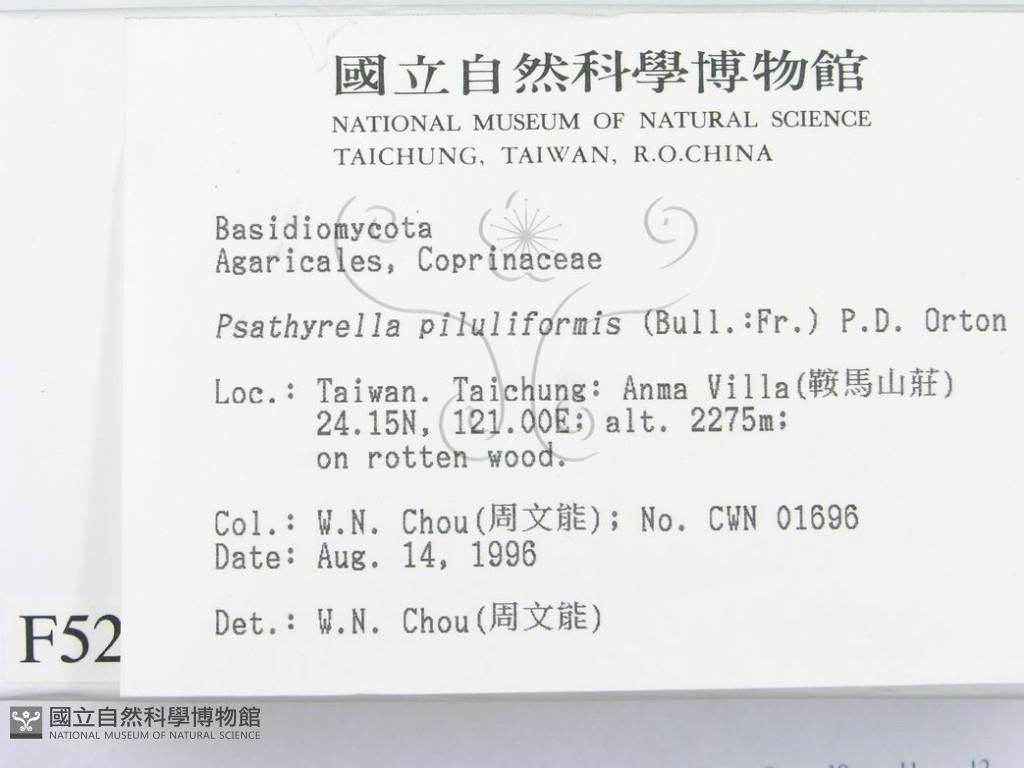 國立自然科學博物館
NATIONAL MUSEUM OF NATURAL SCIENCE
TAICHUNG, TAIWAN, R.O.CHINA
Basidiomycota
Agaricales, Coprinaceae
Psathyrella piluliformis (Bull.:Fr.) P.D. Orton
Loc.: Taiwan. Taichung: Anma Villa(鞍馬山莊)
24.15N, 121.00E; alt. 2275m;
on rotten wood.
Col.: W.N. Chou(周文能); No. CWN 01696
Date: Aug. 14, 1996
Det.: W.N. Chou(周文能)
F52
國立自然科學博物館
NATIONAL MUSEUM OF NATURAL SCIENCE